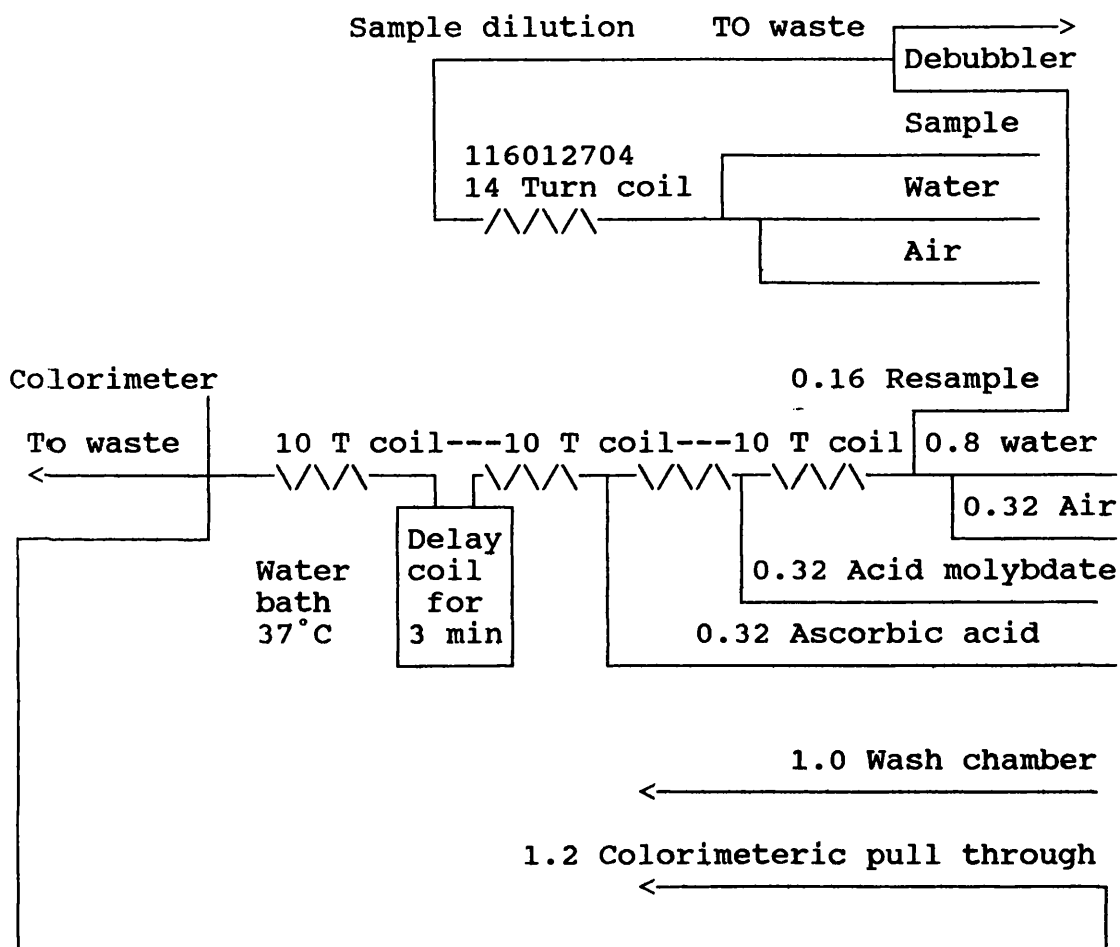 Sample dilution TO waste
Debubbler
Sample
116012704
14 Turn coil
Water
Air
Colorimeter
0.16 Resample
To waste
10 T coil---10 T coil---10 T coil
0.8 water
0.32 Air
Delay
coil
for
3 min
Water
bath
37°C
0.32 Acid molybdate
0.32 Ascorbic acid
1.0 Wash chamber
1.2 Colorimeteric pull through